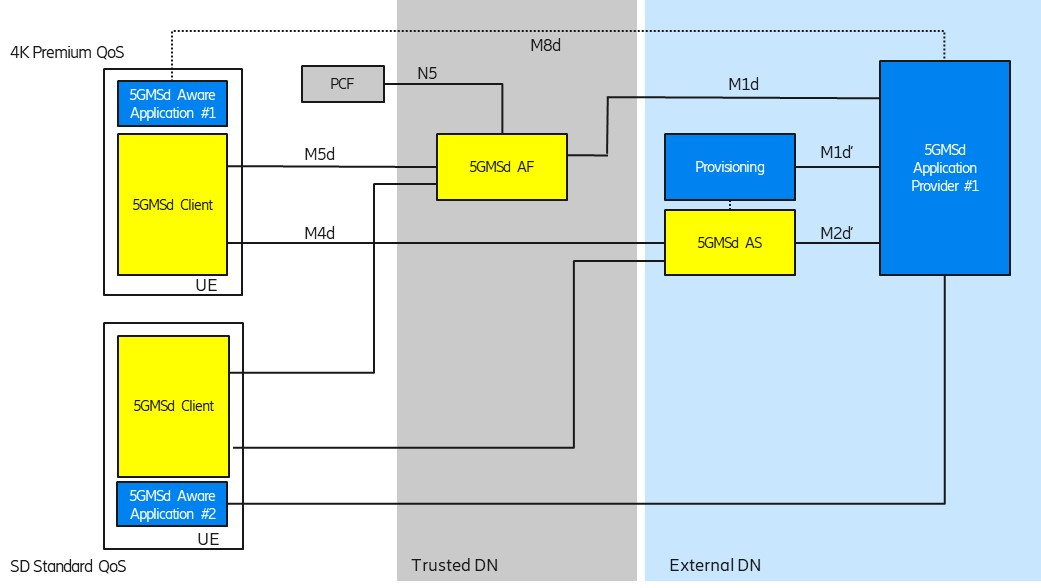 4K Premium QoS
M8d
5GMSd Aware
Application #1
PCF
N5
M1d
5GMSd Client
M5d
5GMSd AF
Provisioning
M1d'
5GMSd
Application
Provider #1
M4d
5GMSd AS
M2d'
UE
5GMSd Client
5GMSd Aware
Application #2
UE
SD Standard QoS
Trusted DN
External DN